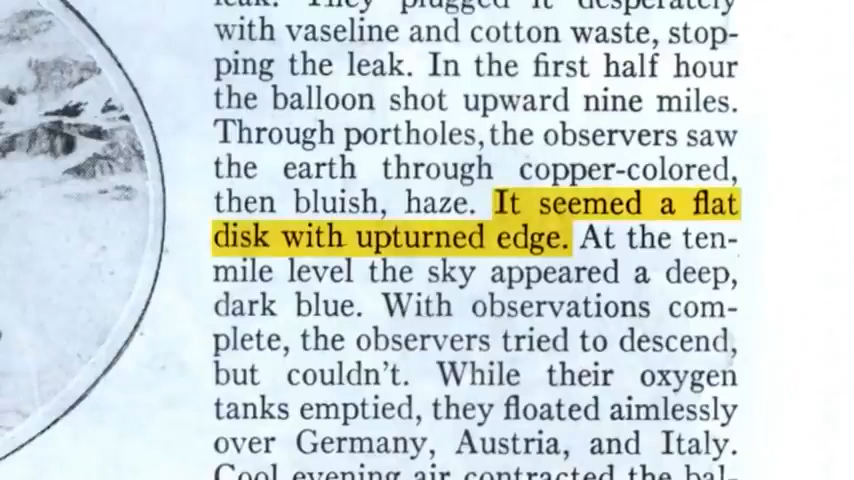 leak. They plugged it desperately
with vaseline and cotton waste, stop-
ping the leak. In the first half hour
the balloon shot upward nine miles.
Through portholes, the observers saw
the earth through copper-colored,
then bluish, haze. It seemed a flat
disk with upturned edge. At the ten-
mile level the sky appeared a deep,
dark blue. With observations com-
plete, the observers tried to descend,
but couldn't. While their oxygen
tanks emptied, they floated aimlessly
over Germany, Austria, and Italy.
Cool evening air contracted the bal-